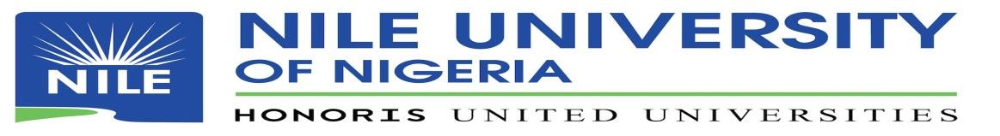 NILE
NILE UNIVERSITY
OF NIGERIA
HONORIS UNITED UNIVERSITIES